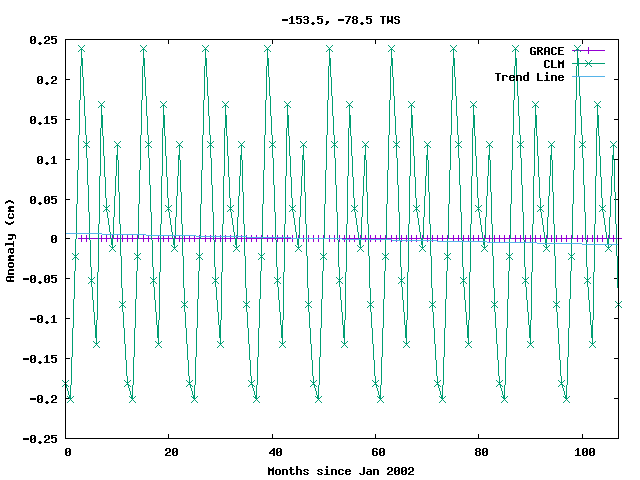 -153.5, -78.5 TWS
0.25
GRACE
CLM
Trend Line
0.2
0.15
0.1
0.05
0
-0.05
-0.1
-0.15
-0.2
-0.25
Anomaly (cm)
0 20 40 60 80 100
Months since Jan 2002